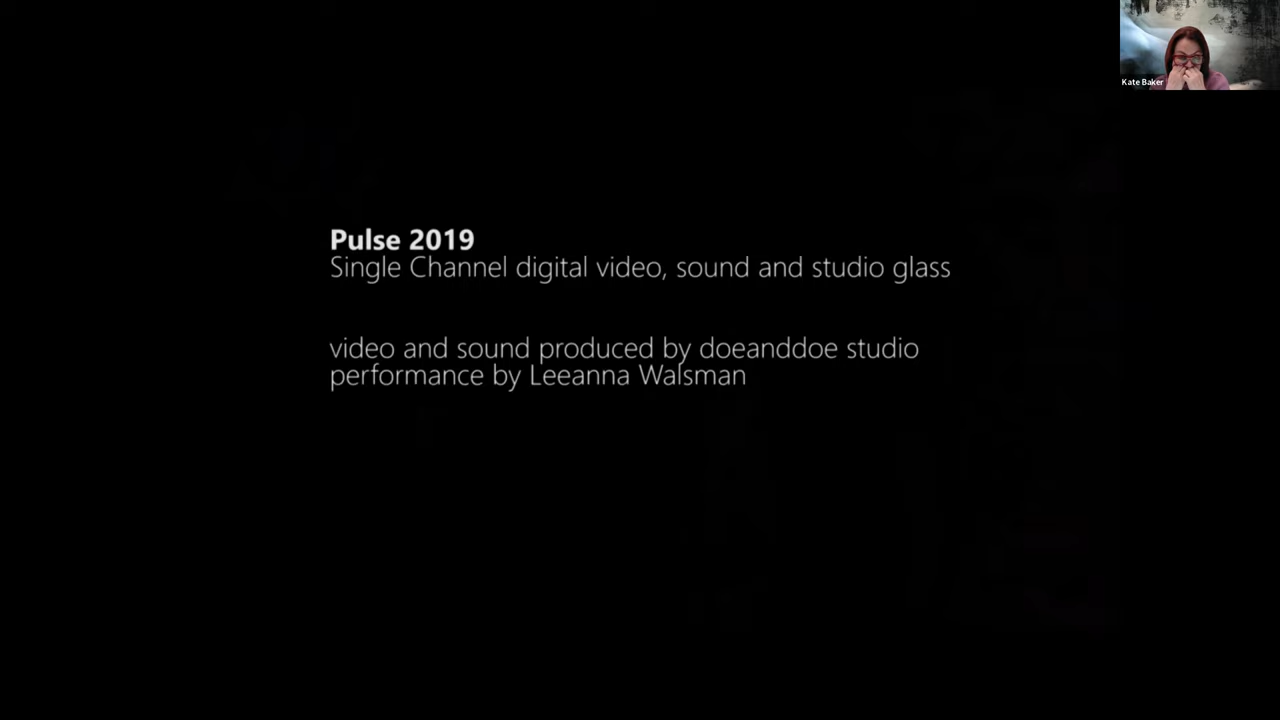 Kate Baker
Pulse 2019
Single Channel digital video, sound and studio glass
video and sound produced by doeanddoe studio
performance by Leeanna Walsman